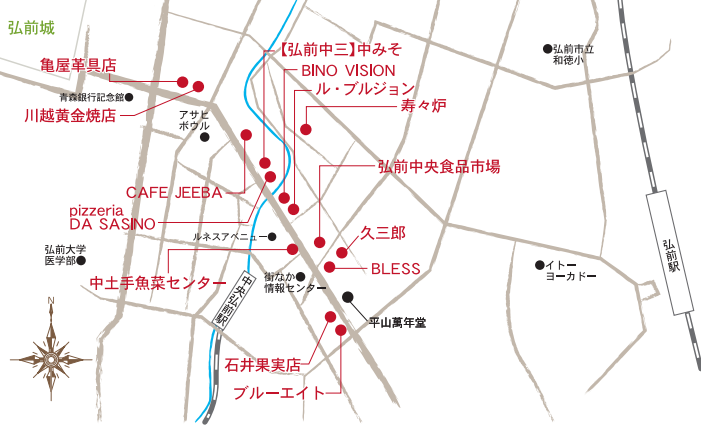 弘前城
【弘前中三】中みそ
弘前市立
和徳小
亀屋革具店
BINO VISION
青森銀行記念館
ル・ブルジョン
川越黄金焼店
アサヒ
ボウル
寿々炉
弘前中央食品市場
CAFE JEEBA
pizzeria
DA SASINO
久三郎
ルネスアベニュー
弘前大学
医学部
BLESS
イトー
ヨーカドー
弘前駅
中土手魚菜センター
街なか
情報センター
中央弘前駅
平山萬年堂
N
石井果実店
ブルーエイト